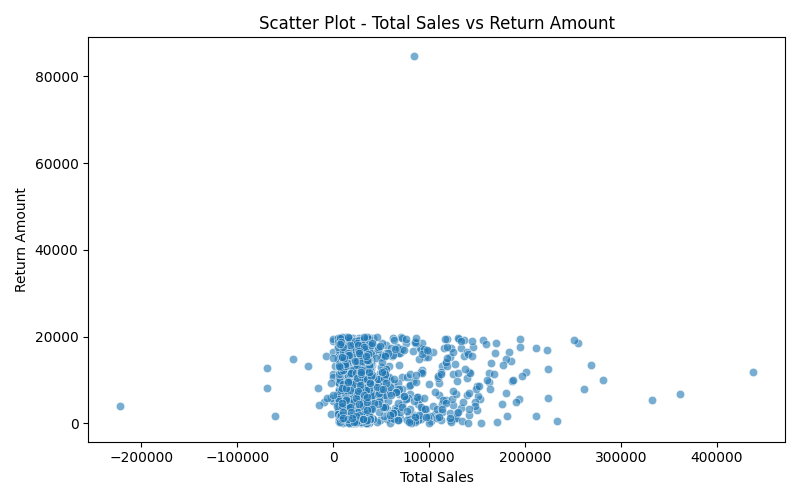 Scatter Plot - Total Sales vs Return Amount
80000
60000
40000
20000
0
Return Amount
−200000 −100000 0 100000 200000 300000 400000
Total Sales